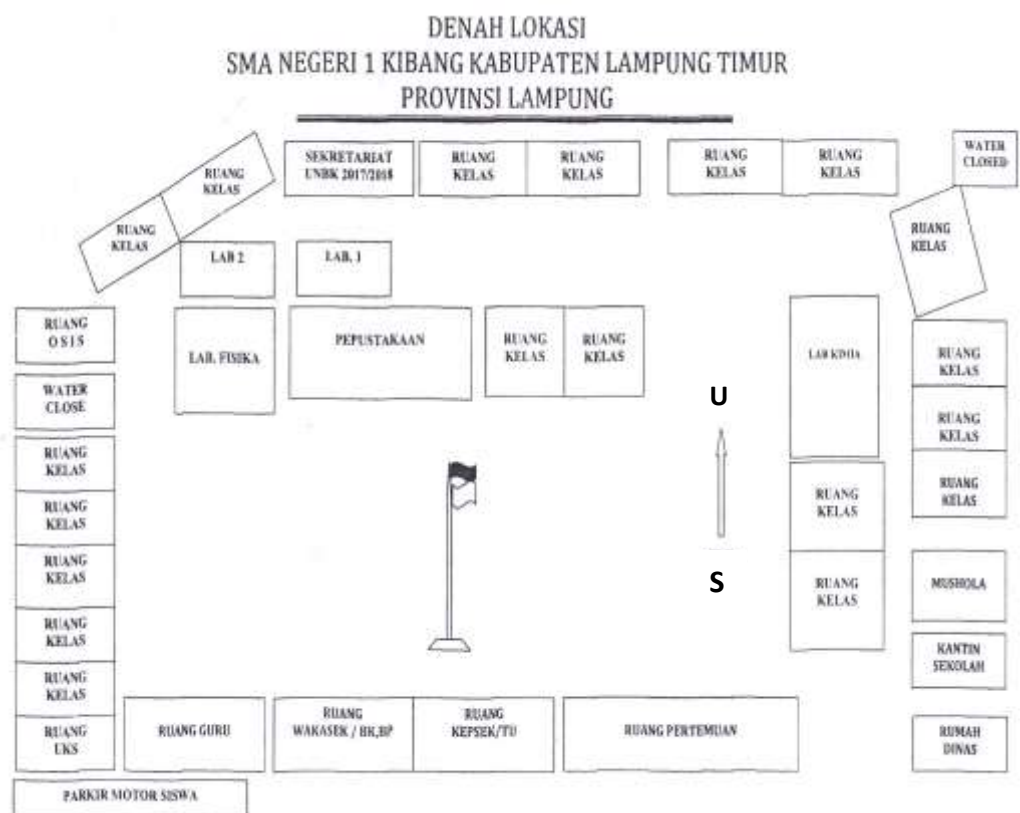 DENAH LOKASI
SMA NEGERI 1 KIBANG KABUPATEN LAMPUNG TIMUR
PROVINSI LAMPUNG
SEKRETARIAT
UNBK 2017/2018
RUANG
KELAS
RUANG
KELAS
RUANG
KELAS
RUANG
KELAS
WATER
CLOSED
RUANG
KELAS
RUANG
KELAS
RUANG
KELAS
LAB 2
LAB. 1
RUANG
OSIS
LAB. FISIKA
PEPUSTAKAAN
RUANG
KELAS
RUANG
KELAS
LAB KIMIA
RUANG
KELAS
WATER
CLOSE
U
RUANG
KELAS
RUANG
KELAS
RUANG
KELAS
RUANG
KELAS
RUANG
KELAS
RUANG
KELAS
S
RUANG
KELAS
MUSHOLA
RUANG
KELAS
KANTIN
SEKOLAH
RUANG
KELAS
RUANG
UKS
RUANG GURU
RUANG
WAKASEK / BK,BP
RUANG
KEPSEK/TU
RUANG PERTEMUAN
RUMAH
DINAS
PARKIR MOTOR SISWA